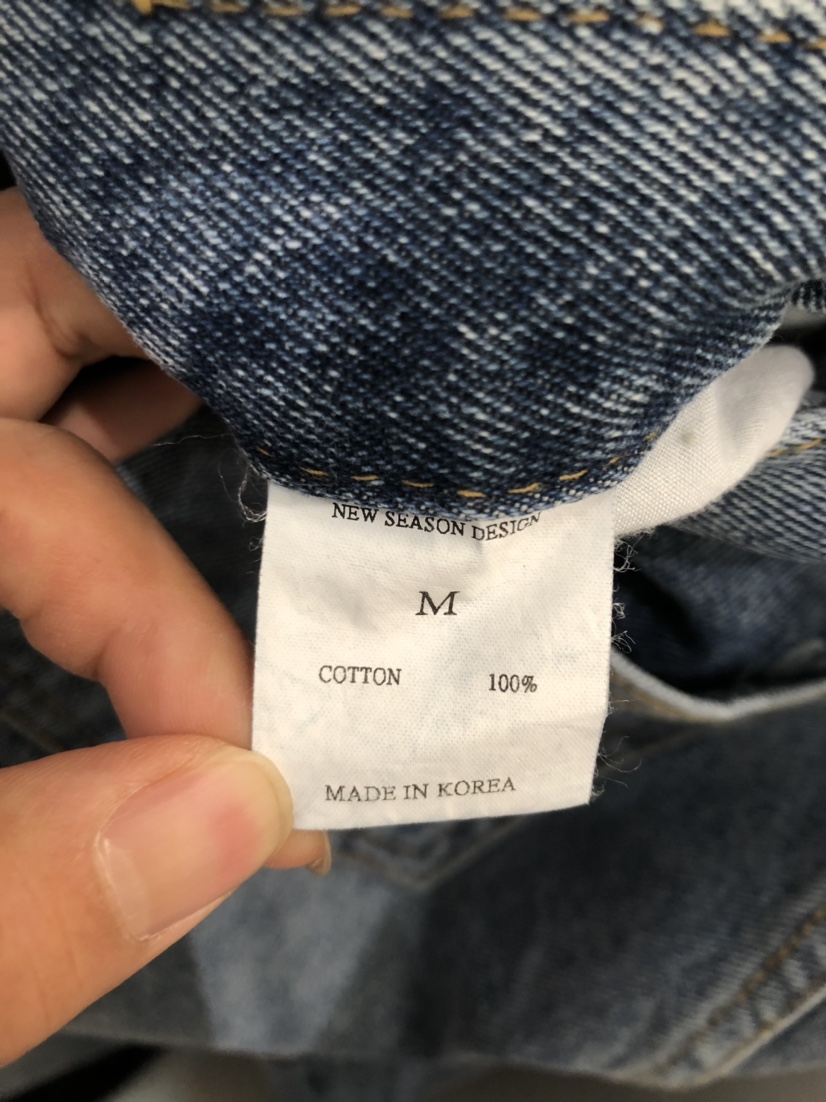 NEW SEASON DESIGN
M
COTTON 100%
MADE IN KOREA